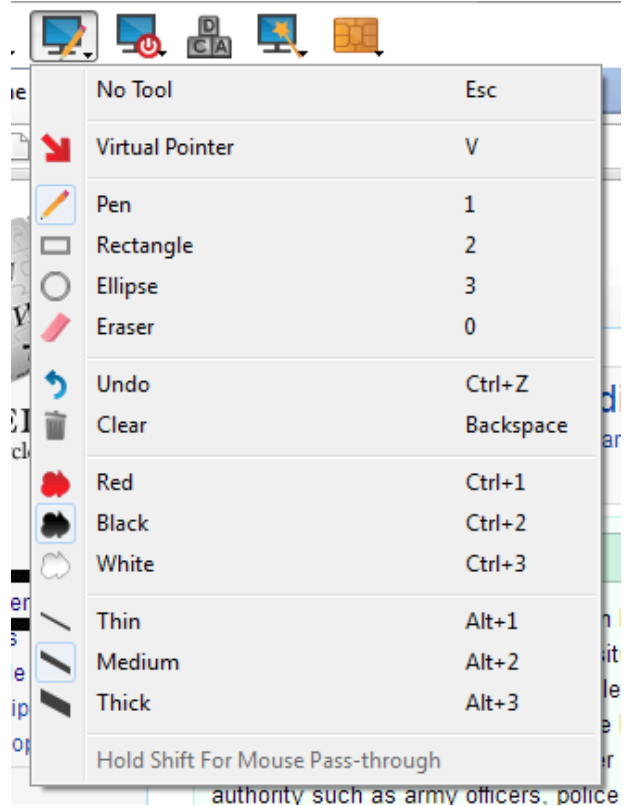 D
C A
No Tool Esc
Virtual Pointer V
Pen 1
Rectangle 2
Ellipse 3
Eraser 0
Undo Ctrl+Z
Clear Backspace
Red Ctrl+1
Black Ctrl+2
White Ctrl+3
Thin Alt+1
Medium Alt+2
Thick Alt+3
Hold Shift For Mouse Pass-through
authority such as army officers, police